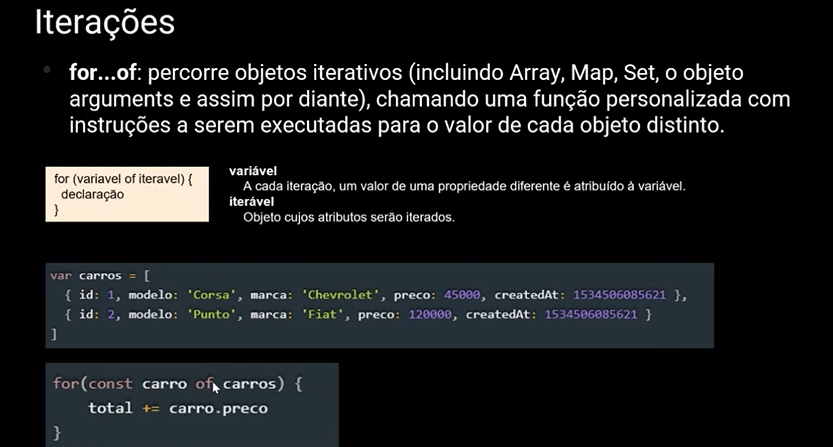 Iterações
for...of: percorre objetos iterativos (incluindo Array, Map, Set, o objeto
arguments e assim por diante), chamando uma função personalizada com
instruções a serem executadas para o valor de cada objeto distinto.
for (variavel of iteravel) {
declaração
}
variável
A cada iteração, um valor de uma propriedade diferente é atribuído à variável.
iterável
Objeto cujos atributos serão iterados.
var carros = [
{ id: 1, modelo: 'Corsa', marca: 'Chevrolet', preco: 45000, createdAt: 1534506085621 },
{ id: 2, modelo: 'Punto', marca: 'Fiat', preco: 120000, createdAt: 1534506085621 }
]
for(const carro of carros) {
total += carro.preco
}